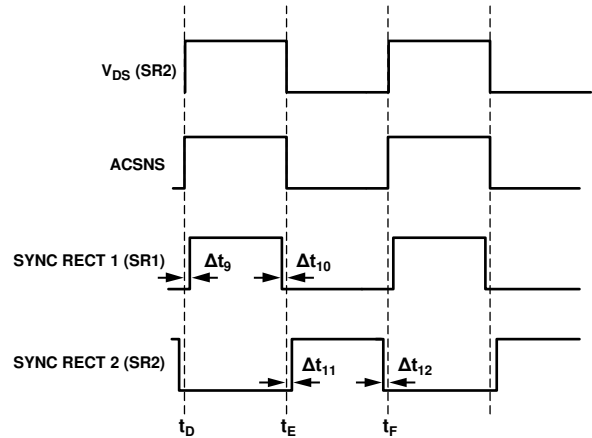 V_DS (SR2)
ACSNS
SYNC RECT 1 (SR1)
Δt_9
Δt_10
SYNC RECT 2 (SR2)
Δt_11
Δt_12
t_D
t_E
t_F